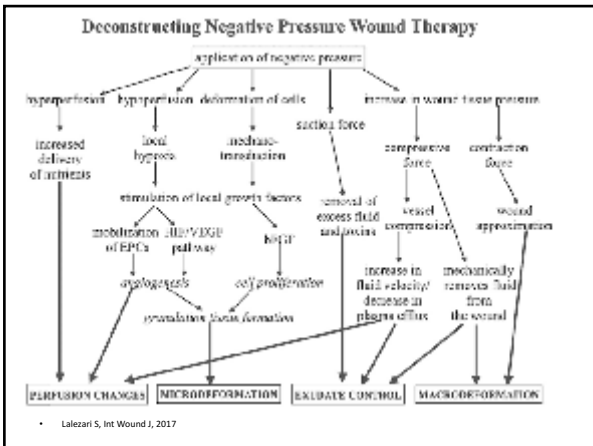 Deconstructing Negative Pressure Wound Therapy
application of negative pressure
hyperperfusion hypoperfusion deformation of cells increase in wound tissue pressure
suction force
increased
delivery
of nutrients
local
hypoxia
mechano-
transduction
compressive
force
contraction
force
stimulation of local growth factors
removal of
excess fluid
and toxins
vessel
compression
wound
approximation
mobilization
of EPCs
HIF/VEGF
pathway
bFGF
angiogenesis
cell proliferation
increase in
fluid velocity/
decrease in
plasma efflux
mechanically
removes fluid
from
the wound
granulation tissue formation
PERFUSION CHANGES MICRODEFORMATION EXUDATE CONTROL MACRODEFORMATION
• Lalezari S, Int Wound J, 2017